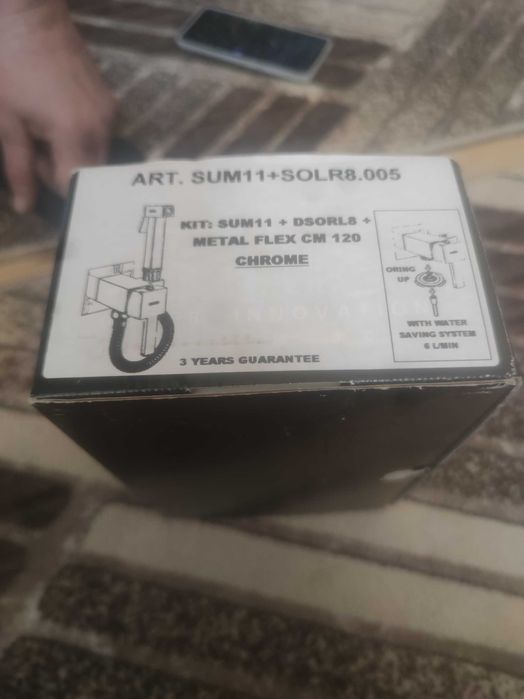 ART. SUM11+SOLR8.005
KIT: SUM11 + DSORL8 +
METAL FLEX CM 120
CHROME
3 YEARS GUARANTEE
ORING
UP
WITH WATER
SAVING SYSTEM
6 L/MIN